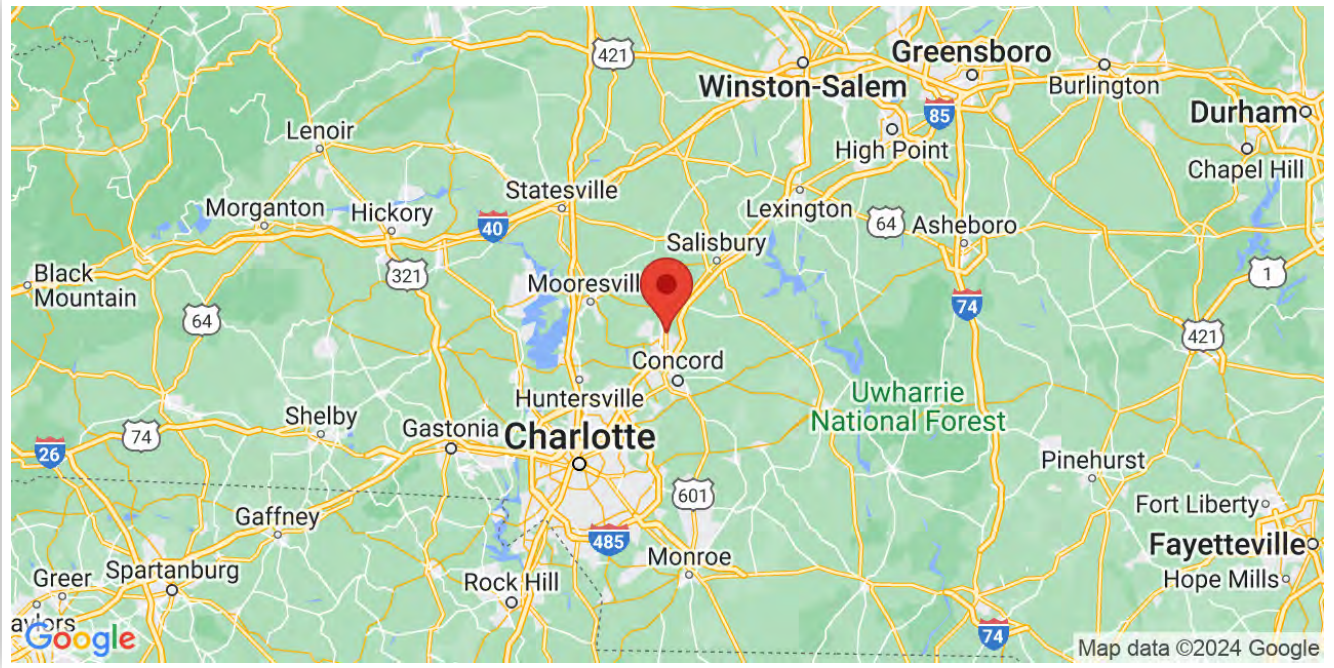 421
Greensboro
Winston-Salem
Burlington
85
Durham
Lenoir
High Point
Chapel Hill
Statesville
Lexington
Morganton
Hickory
40
64
Asheboro
Salisbury
Black
Mountain
321
Mooresvill
1
64
74
421
Concord
Huntersville
Uwharrie
National Forest
Shelby
Gastonia
Charlotte
74
26
Pinehurst
601
Fort Liberty
Gaffney
485
Monroe
Fayetteville
Greer
Spartanburg
Rock Hill
Hope Mills
aylors
Google
74
Map data ©2024 Google